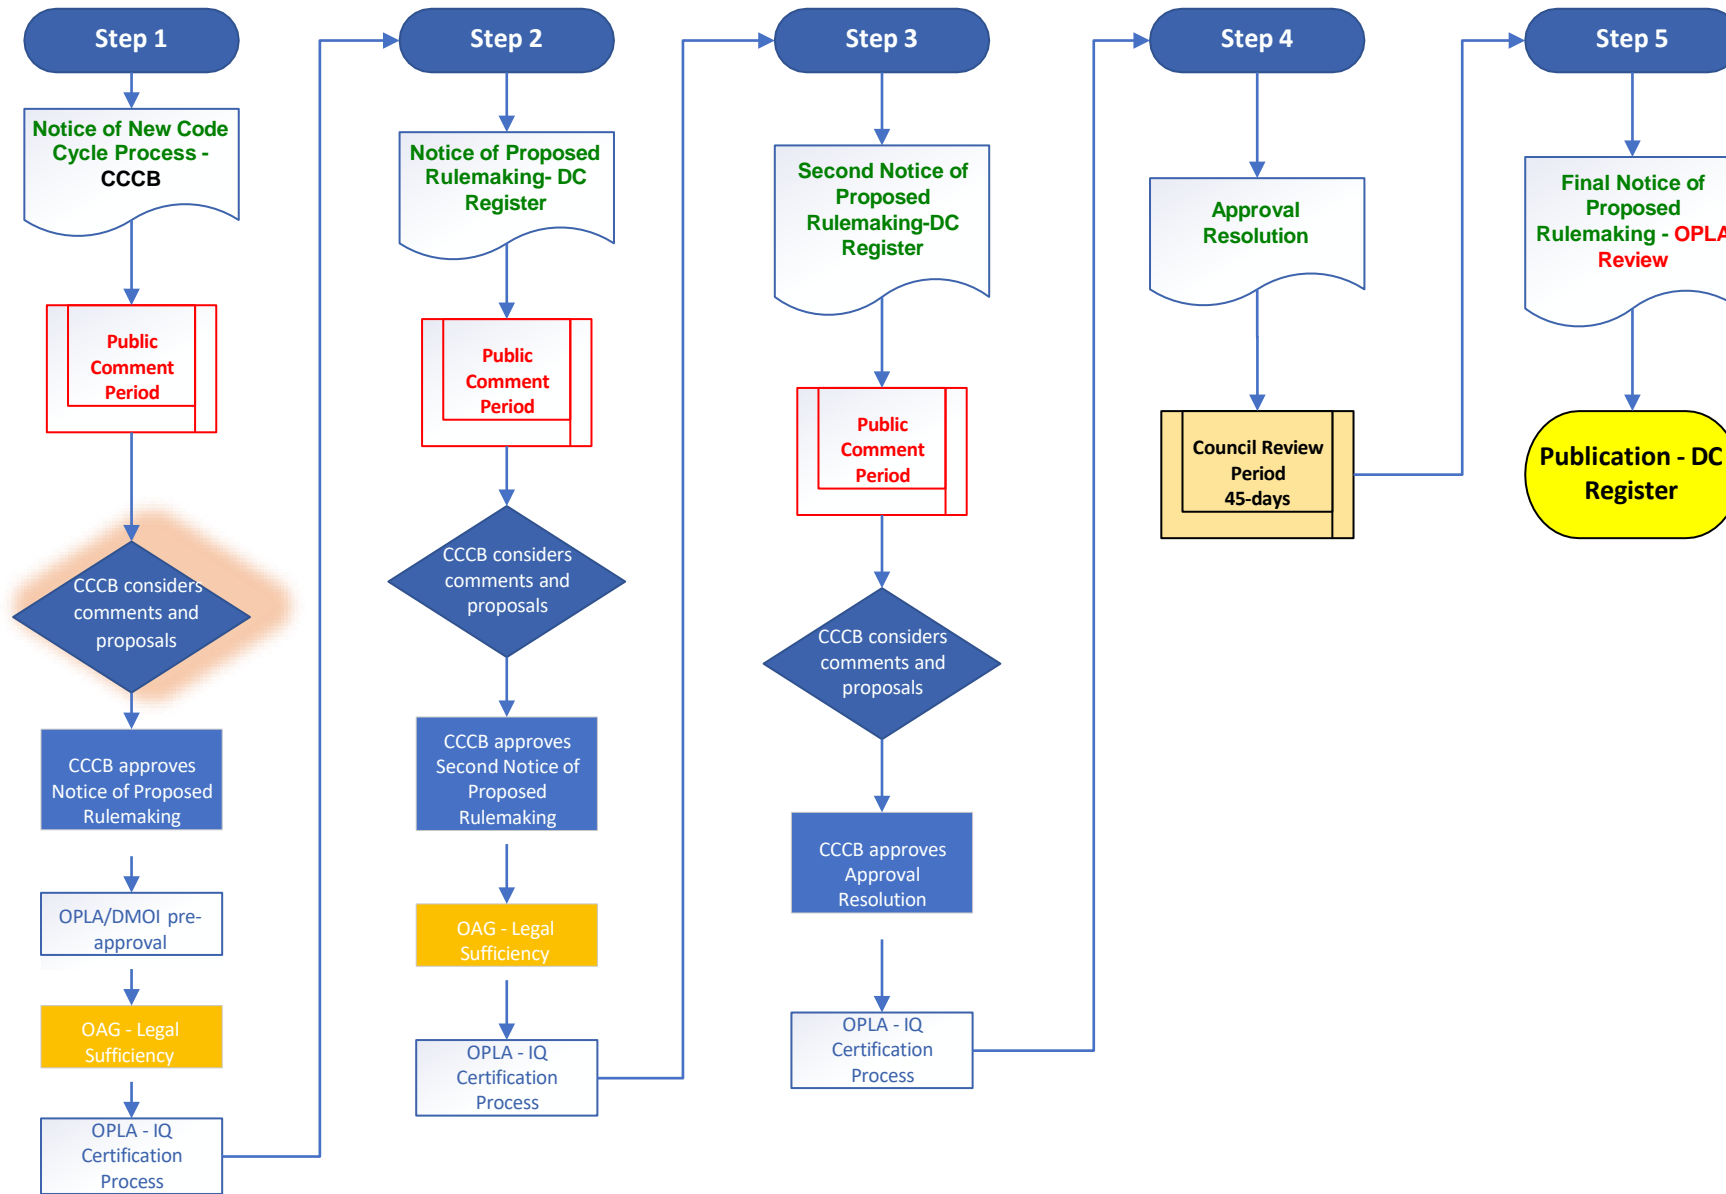 Step 1
Notice of New Code
Cycle Process -
CCCB
Public
Comment
Period
CCCB considers
comments and
proposals
CCCB approves
Notice of Proposed
Rulemaking
OPLA/DMOI pre-
approval
OAG - Legal
Sufficiency
OPLA - IQ
Certification
Process
Step 2
Notice of Proposed
Rulemaking- DC
Register
Public
Comment
Period
CCCB considers
comments and
proposals
CCCB approves
Second Notice of
Proposed
Rulemaking
OAG - Legal
Sufficiency
OPLA - IQ
Certification
Process
Step 3
Second Notice of
Proposed
Rulemaking-DC
Register
Public
Comment
Period
CCCB considers
comments and
proposals
CCCB approves
Approval
Resolution
OPLA - IQ
Certification
Process
Step 4
Approval
Resolution
Council Review
Period
45-days
Step 5
Final Notice of
Proposed
Rulemaking - OPLA
Review
Publication - DC
Register